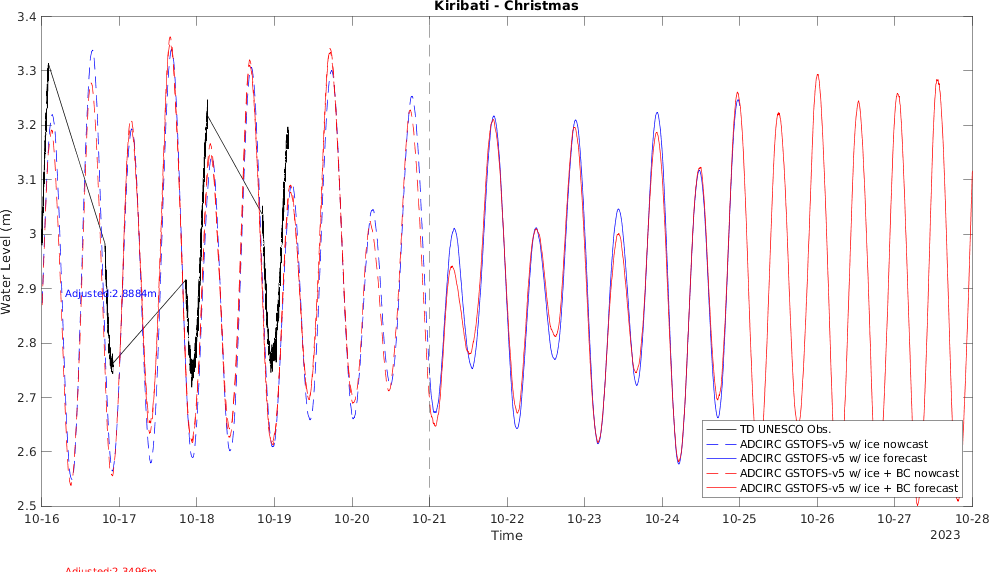 Kiribati - Christmas
3.4
3.3
3.2
3.1
3
2.9
2.8
2.7
2.6
2.5
Water Level (m)
Adjusted:2.8884m
TD UNESCO Obs.
ADCIRC GSTOFS-v5 w/ ice nowcast
ADCIRC GSTOFS-v5 w/ ice forecast
ADCIRC GSTOFS-v5 w/ ice + BC nowcast
ADCIRC GSTOFS-v5 w/ ice + BC forecast
10-16 10-17 10-18 10-19 10-20 10-21 10-22 10-23 10-24 10-25 10-26 10-27 10-28
Time
2023
Adjusted:2.3496m